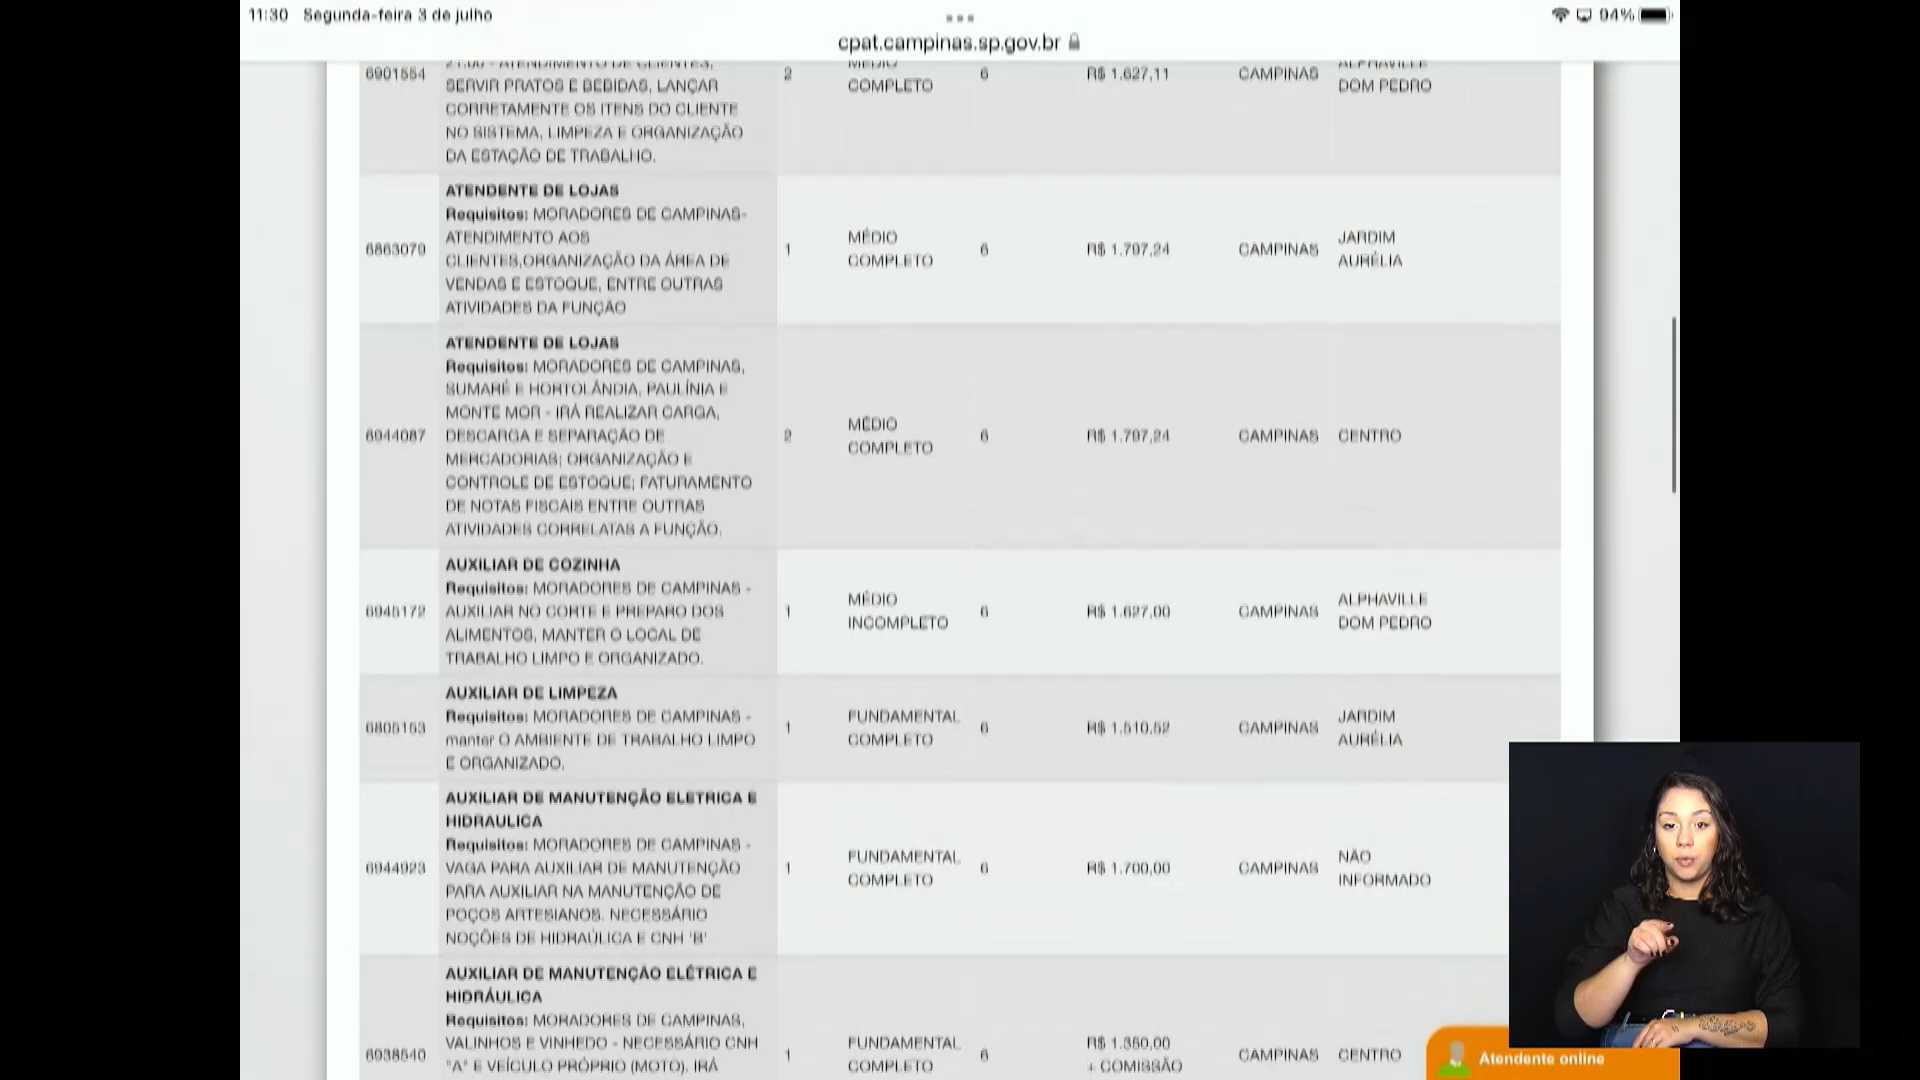 11:30 Segunda-feira 3 de julho
94%
cpat.campinas.sp.gov.br
6901554
21:00 - ATENDIMENTO DE CLIENTES,
SERVIR PRATOS E BEBIDAS, LANÇAR
CORRETAMENTE OS ITENS DO CLIENTE
NO SISTEMA, LIMPEZA E ORGANIZAÇÃO
DA ESTAÇÃO DE TRABALHO.
2
MÉDIO
COMPLETO
6
R$ 1.627,11
CAMPINAS
ALPHAVILLE
DOM PEDRO
6863079
ATENDENTE DE LOJAS
Requisitos: MORADORES DE CAMPINAS-
ATENDIMENTO AOS
CLIENTES,ORGANIZAÇÃO DA ÁREA DE
VENDAS E ESTOQUE, ENTRE OUTRAS
ATIVIDADES DA FUNÇÃO
1
MÉDIO
COMPLETO
6
R$ 1.797,24
CAMPINAS
JARDIM
AURÉLIA
6944087
ATENDENTE DE LOJAS
Requisitos: MORADORES DE CAMPINAS,
SUMARÉ E HORTOLÂNDIA, PAULÍNIA E
MONTE MOR - IRÁ REALIZAR CARGA,
DESCARGA E SEPARAÇÃO DE
MERCADORIAS; ORGANIZAÇÃO E
CONTROLE DE ESTOQUE; FATURAMENTO
DE NOTAS FISCAIS ENTRE OUTRAS
ATIVIDADES CORRELATAS A FUNÇÃO.
2
MÉDIO
COMPLETO
6
R$ 1.797,24
CAMPINAS
CENTRO
6945172
AUXILIAR DE COZINHA
Requisitos: MORADORES DE CAMPINAS -
AUXILIAR NO CORTE E PREPARO DOS
ALIMENTOS, MANTER O LOCAL DE
TRABALHO LIMPO E ORGANIZADO.
1
MÉDIO
INCOMPLETO
6
R$ 1.627,00
CAMPINAS
ALPHAVILLE
DOM PEDRO
6805153
AUXILIAR DE LIMPEZA
Requisitos: MORADORES DE CAMPINAS -
manter O AMBIENTE DE TRABALHO LIMPO
E ORGANIZADO.
1
FUNDAMENTAL
COMPLETO
6
R$ 1.510,52
CAMPINAS
JARDIM
AURÉLIA
6944923
AUXILIAR DE MANUTENÇÃO ELETRICA E
HIDRAULICA
Requisitos: MORADORES DE CAMPINAS -
VAGA PARA AUXILIAR DE MANUTENÇÃO
PARA AUXILIAR NA MANUTENÇÃO DE
POÇOS ARTESIANOS. NECESSÁRIO
NOÇÕES DE HIDRAÚLICA E CNH 'B'
1
FUNDAMENTAL
COMPLETO
6
R$ 1.700,00
CAMPINAS
NÃO
INFORMADO
6938540
AUXILIAR DE MANUTENÇÃO ELÉTRICA E
HIDRÁULICA
Requisitos: MORADORES DE CAMPINAS,
VALINHOS E VINHEDO - NECESSÁRIO CNH
"A" E VEÍCULO PRÓPRIO (MOTO). IRÁ
1
FUNDAMENTAL
COMPLETO
6
R$ 1.350,00
+ COMISSÃO
CAMPINAS
CENTRO
Atendente online